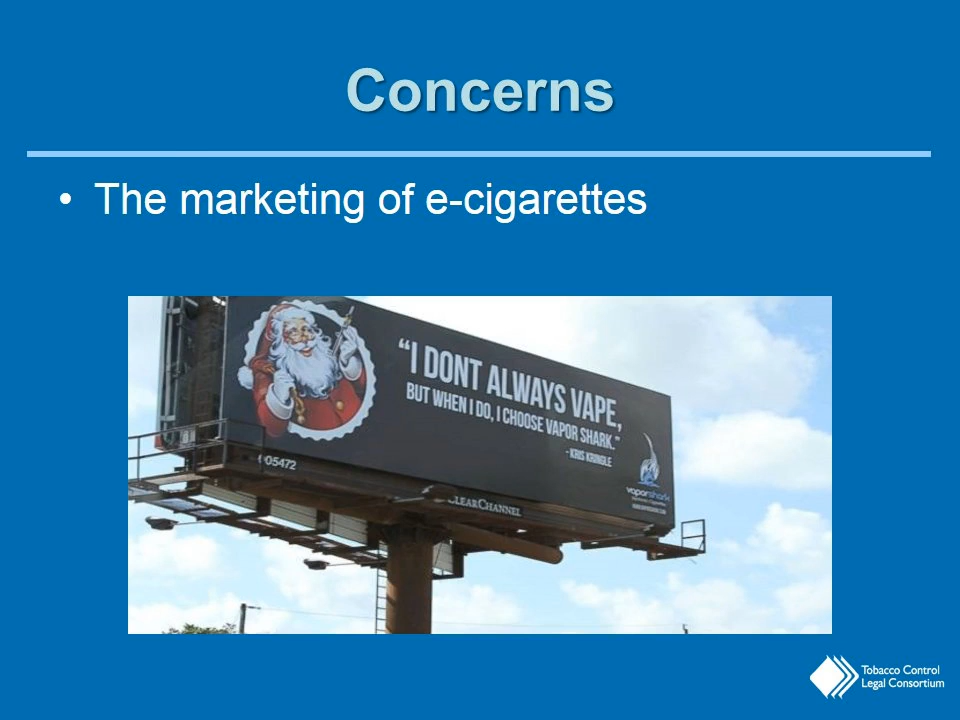 Concerns
• The marketing of e-cigarettes
“I DONT ALWAYS VAPE,
BUT WHEN I DO, I CHOOSE VAPOR SHARK.”
- KRIS KRINGLE
vaporshark
005472
CLEARCHANNEL
Tobacco Control
Legal Consortium